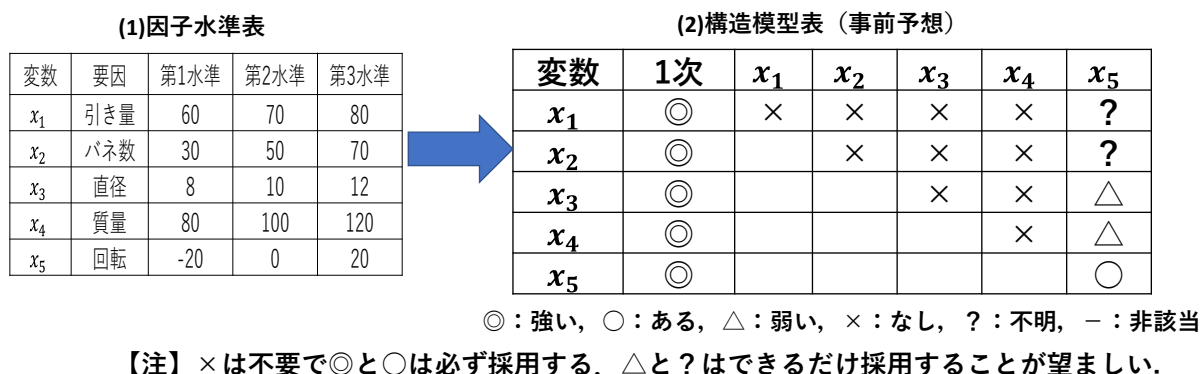 (1)因子水準表
変数 要因 第1水準 第2水準 第3水準
x₁ 引き量 60 70 80
x₂ バネ数 30 50 70
x₃ 直径 8 10 12
x₄ 質量 80 100 120
x₅ 回転 -20 0 20
(2)構造模型表（事前予想）
変数 1次 x₁ x₂ x₃ x₄ x₅
x₁ ◎ × × × × ?
x₂ ◎ × × × ?
x₃ ◎ × × △
x₄ ◎ × △
x₅ ◎ ○
◎：強い，○：ある，△：弱い，×：なし，？：不明，－：非該当
【注】×は不要で◎と○は必ず採用する，△と？はできるだけ採用することが望ましい．